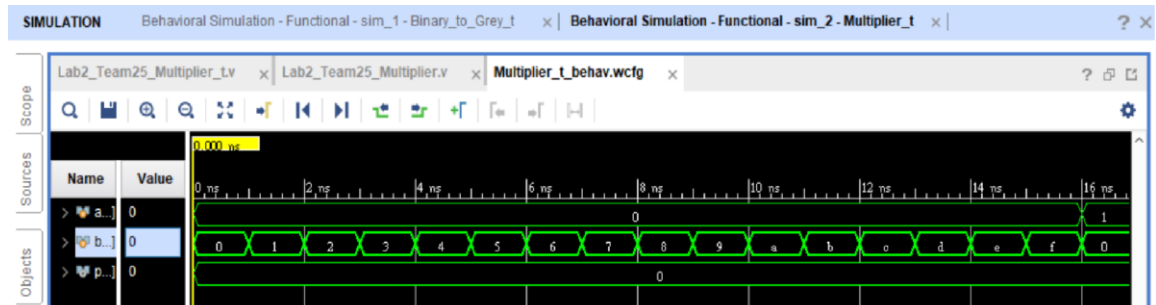 SIMULATION Behavioral Simulation - Functional - sim_1 - Binary_to_Grey_t × Behavioral Simulation - Functional - sim_2 - Multiplier_t × ? ×
Lab2_Team25_Multiplier_t.v × Lab2_Team25_Multiplier.v × Multiplier_t_behav.wcfg × ?
Scope
Sources
Objects
0.000 ns
Name Value 0 ns 2 ns 4 ns 6 ns 8 ns 10 ns 12 ns 14 ns 16 ns
> a...] 0 0 1
> b...] 0 0 1 2 3 4 5 6 7 8 9 a b c d e f 0
> p...] 0 0